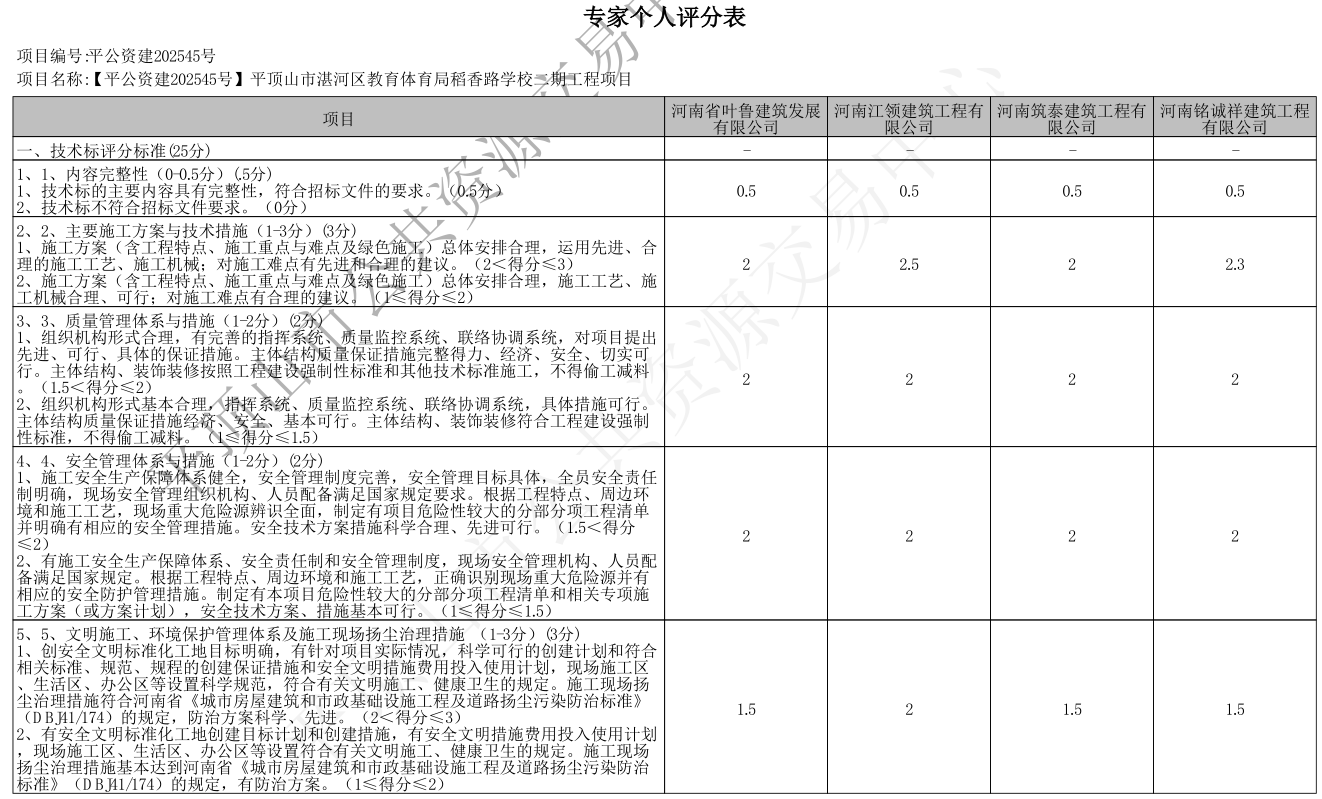 专家个人评分表
项目编号:平公资建202545号
项目名称:【平公资建202545号】平顶山市湛河区教育体育局稻香路学校二期工程项目
项目 河南省叶鲁建筑发展有限公司 河南江领建筑工程有限公司 河南筑泰建筑工程有限公司 河南铭诚祥建筑工程有限公司
一、技术标评分标准(25分) - - - -
1、1、内容完整性（0-0.5分）(.5分)
1、技术标的主要内容具有完整性，符合招标文件的要求。（0.5分）
2、技术标不符合招标文件要求。（0分）
0.5 0.5 0.5 0.5
2、2、主要施工方案与技术措施（1-3分）(3分)
1、施工方案（含工程特点、施工重点与难点及绿色施工）总体安排合理，运用先进、合
理的施工工艺、施工机械；对施工难点有先进和合理的建议。（2＜得分≤3）
2、施工方案（含工程特点、施工重点与难点及绿色施工）总体安排合理，施工工艺、施
工机械合理、可行；对施工难点有合理的建议。（1≤得分≤2）
2 2.5 2 2.3
3、3、质量管理体系与措施（1-2分）(2分)
1、组织机构形式合理，有完善的指挥系统、质量监控系统、联络协调系统，对项目提出
先进、可行、具体的保证措施。主体结构质量保证措施完整得力、经济、安全、切实可
行。主体结构、装饰装修按照工程建设强制性标准和其他技术标准施工，不得偷工减料
。（1.5＜得分≤2）
2、组织机构形式基本合理，指挥系统、质量监控系统、联络协调系统，具体措施可行。
主体结构质量保证措施经济、安全、基本可行。主体结构、装饰装修符合工程建设强制
性标准，不得偷工减料。（1≤得分≤1.5）
2 2 2 2
4、4、安全管理体系与措施（1-2分）(2分)
1、施工安全生产保障体系健全，安全管理制度完善，安全管理目标具体，全员安全责任
制明确，现场安全管理组织机构、人员配备满足国家规定要求。根据工程特点、周边环
境和施工工艺，现场重大危险源辨识全面，制定有项目危险性较大的分部分项工程清单
并明确有相应的安全管理措施。安全技术方案措施科学合理、先进可行。（1.5＜得分
≤2）
2、有施工安全生产保障体系、安全责任制和安全管理制度，现场安全管理机构、人员配
备满足国家规定。根据工程特点、周边环境和施工工艺，正确识别现场重大危险源并有
相应的安全防护管理措施。制定有本项目危险性较大的分部分项工程清单和相关专项施
工方案（或方案计划），安全技术方案、措施基本可行。（1≤得分≤1.5）
2 2 2 2
5、5、文明施工、环境保护管理体系及施工现场扬尘治理措施 （1-3分）(3分)
1、创安全文明标准化工地目标明确，有针对项目实际情况，科学可行的创建计划和符合
相关标准、规范、规程的创建保证措施和安全文明措施费用投入使用计划，现场施工区
、生活区、办公区等设置科学规范，符合有关文明施工、健康卫生的规定。施工现场扬
尘治理措施符合河南省《城市房屋建筑和市政基础设施工程及道路扬尘污染防治标准》
（DBJ41/174）的规定，防治方案科学、先进。（2＜得分≤3）
2、有安全文明标准化工地创建目标计划和创建措施，有安全文明措施费用投入使用计划
，现场施工区、生活区、办公区等设置符合有关文明施工、健康卫生的规定。施工现场
扬尘治理措施基本达到河南省《城市房屋建筑和市政基础设施工程及道路扬尘污染防治
标准》（DBJ41/174）的规定，有防治方案。（1≤得分≤2）
1.5 2 1.5 1.5
平顶山市公共资源交易中
市公共资源交易中心